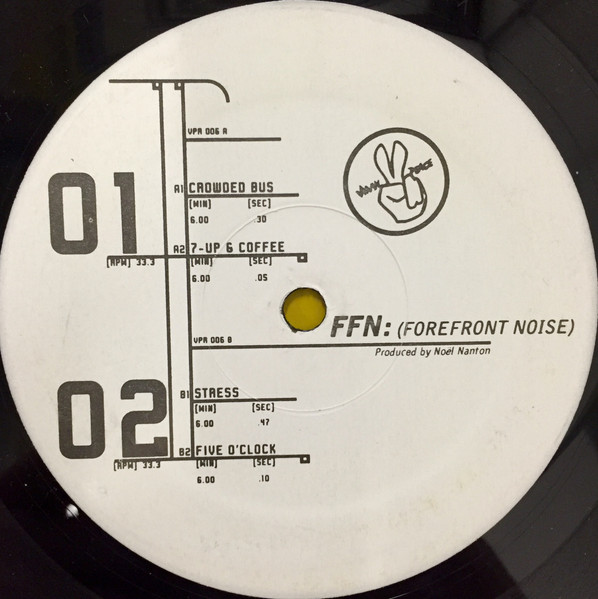 VPR 006 A
01
A1 CROWDED BUS
[MIN] [SEC]
6.00 .30
A2 7-UP & COFFEE
[RPM] 33.3 [MIN] [SEC]
6.00 .05
PEACE
FFN: (FOREFRONT NOISE)
Produced by Noël Nanton
VPR 006 B
02
B1 STRESS
[MIN] [SEC]
6.00 .47
B2 FIVE O'CLOCK
[RPM] 33.3 [MIN] [SEC]
6.00 .10